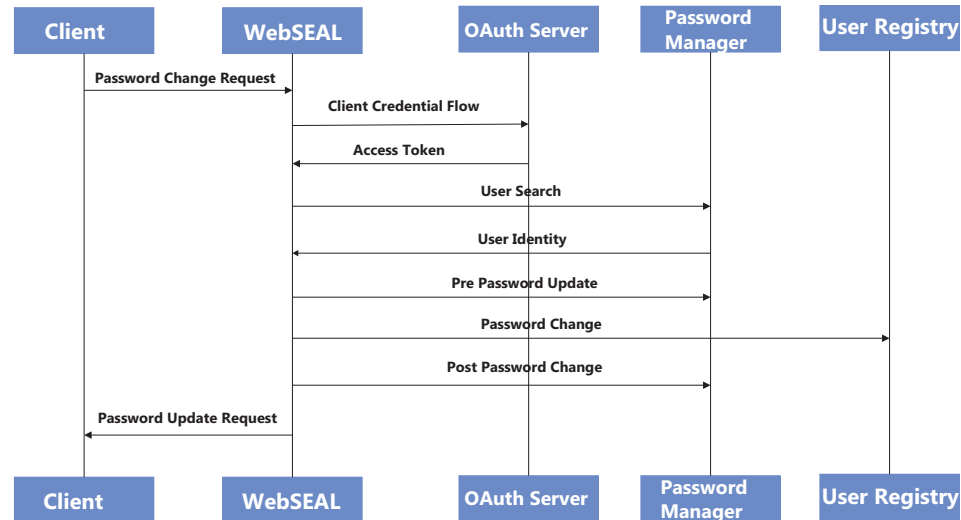 Client
WebSEAL
OAuth Server
Password
Manager
User Registry
Password Change Request
Client Credential Flow
Access Token
User Search
User Identity
Pre Password Update
Password Change
Post Password Change
Password Update Request
Client
WebSEAL
OAuth Server
Password
Manager
User Registry